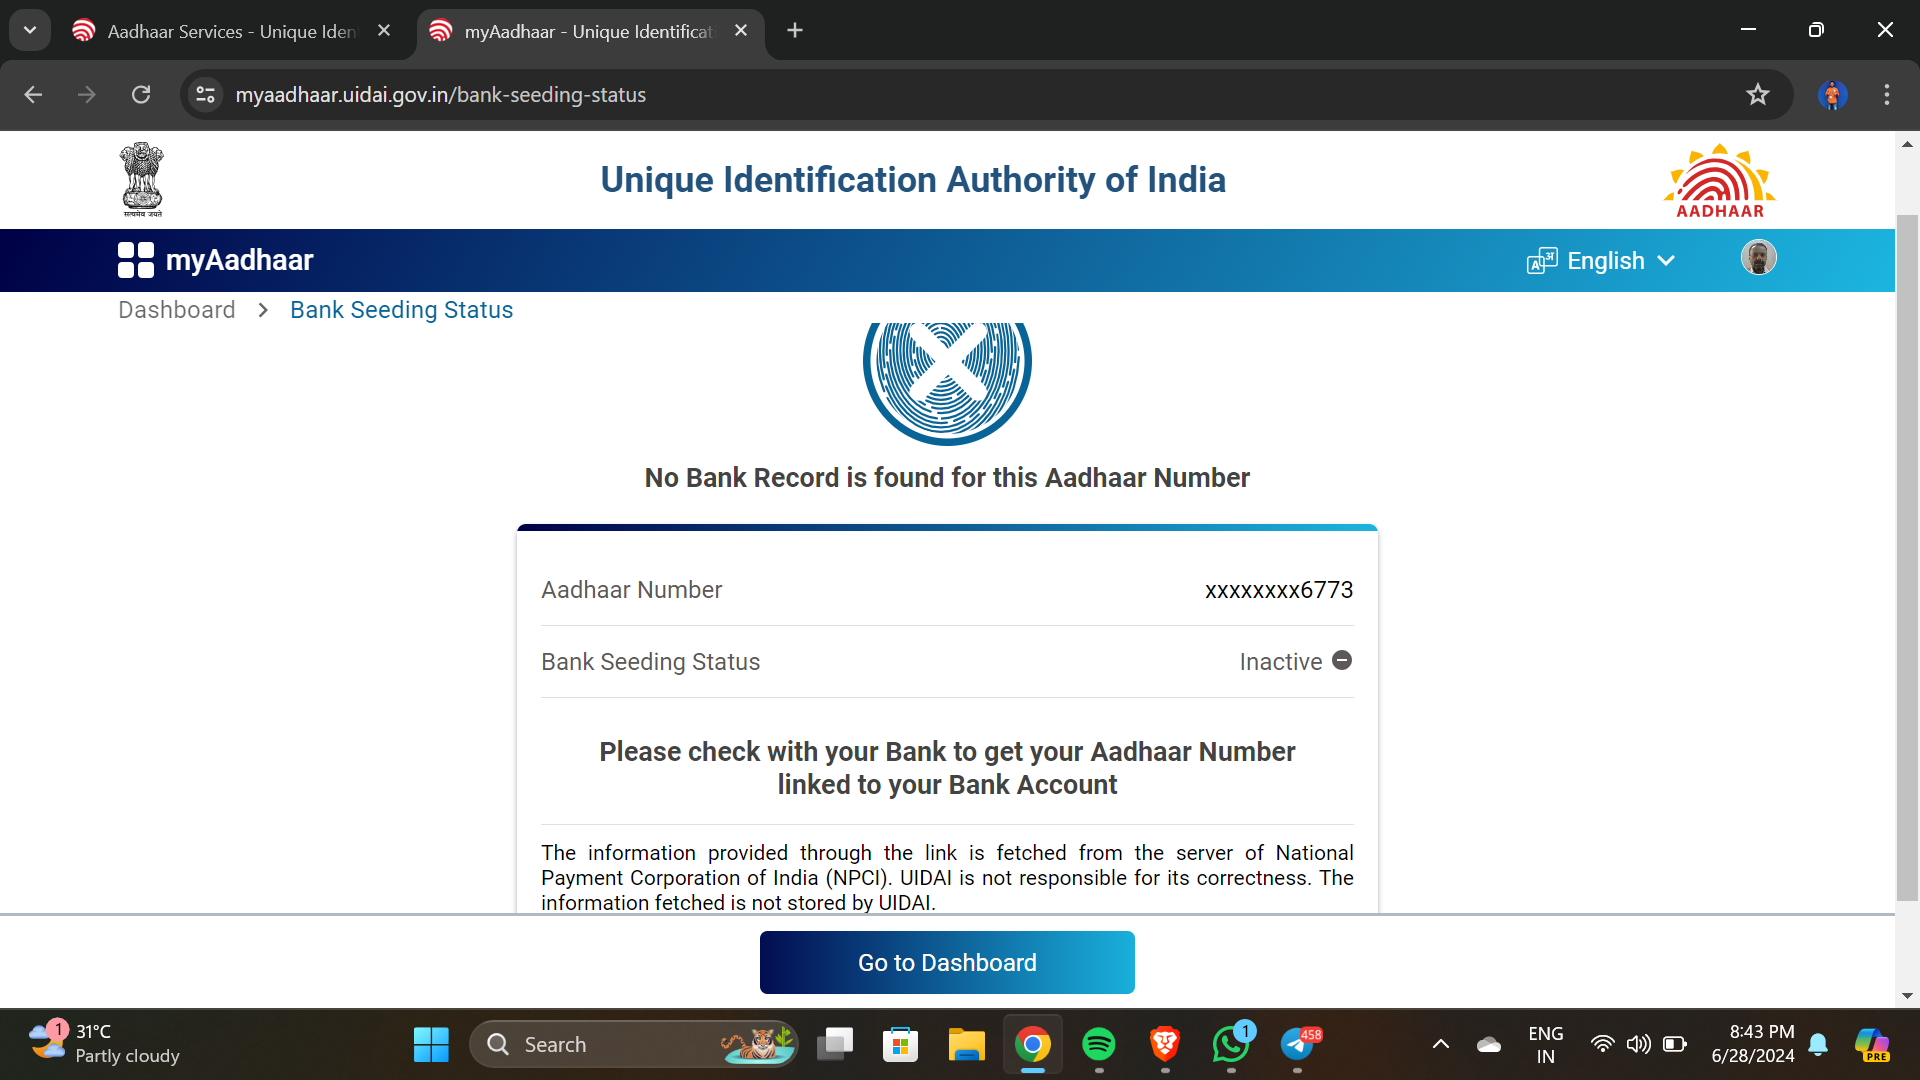 Aadhaar Services - Unique Iden
myAadhaar - Unique Identificat
myaadhaar.uidai.gov.in/bank-seeding-status
सत्यमेव जयते
Unique Identification Authority of India
AADHAAR
myAadhaar
English
Dashboard > Bank Seeding Status
No Bank Record is found for this Aadhaar Number
Aadhaar Number xxxxxxxx6773
Bank Seeding Status Inactive
Please check with your Bank to get your Aadhaar Number
linked to your Bank Account
The information provided through the link is fetched from the server of National
Payment Corporation of India (NPCI). UIDAI is not responsible for its correctness. The
information fetched is not stored by UIDAI.
Go to Dashboard
1
31°C
Partly cloudy
Search
1
458
ENG
IN
8:43 PM
6/28/2024
PRE